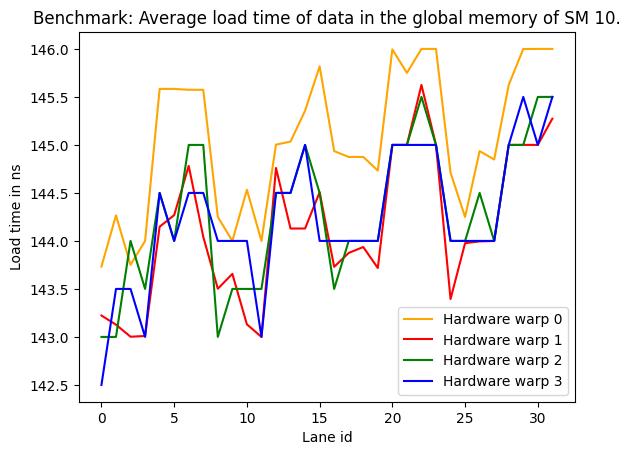 Benchmark: Average load time of data in the global memory of SM 10.
146.0
145.5
145.0
144.5
144.0
143.5
143.0
142.5
Load time in ns
0 5 10 15 20 25 30
Lane id
Hardware warp 0
Hardware warp 1
Hardware warp 2
Hardware warp 3